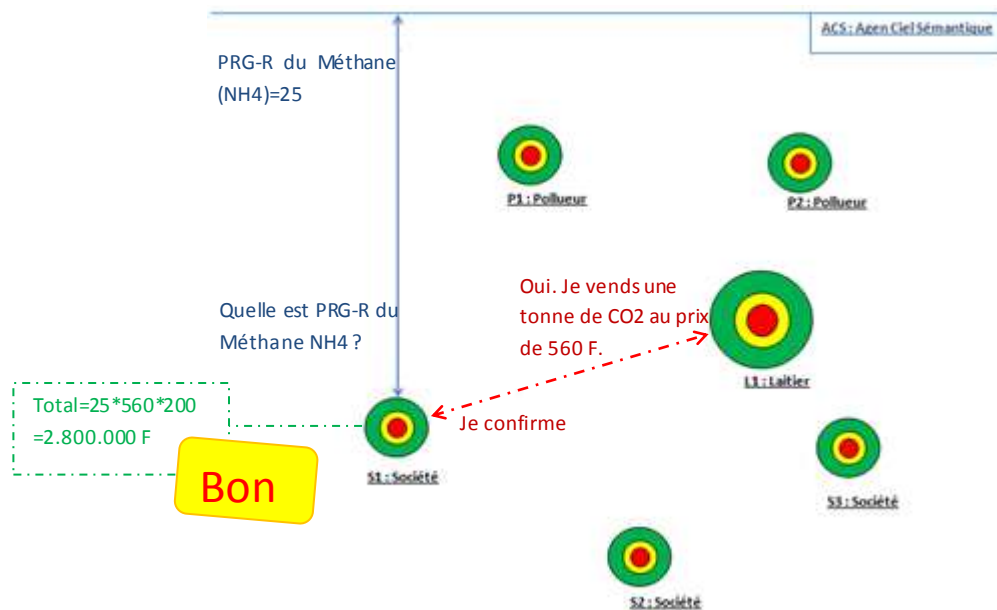 ACS : Agen Ciel Sémantique
PRG-R du Méthane
(NH4)=25
P1 : Pollueur
P2 : Pollueur
Quelle est PRG-R du
Méthane NH4 ?
Oui. Je vends une
tonne de CO2 au prix
de 560 F.
L1 : Laitier
Je confirme
Total=25*560*200
=2.800.000 F
Bon
S1 : Société
S3 : Société
S2 : Société